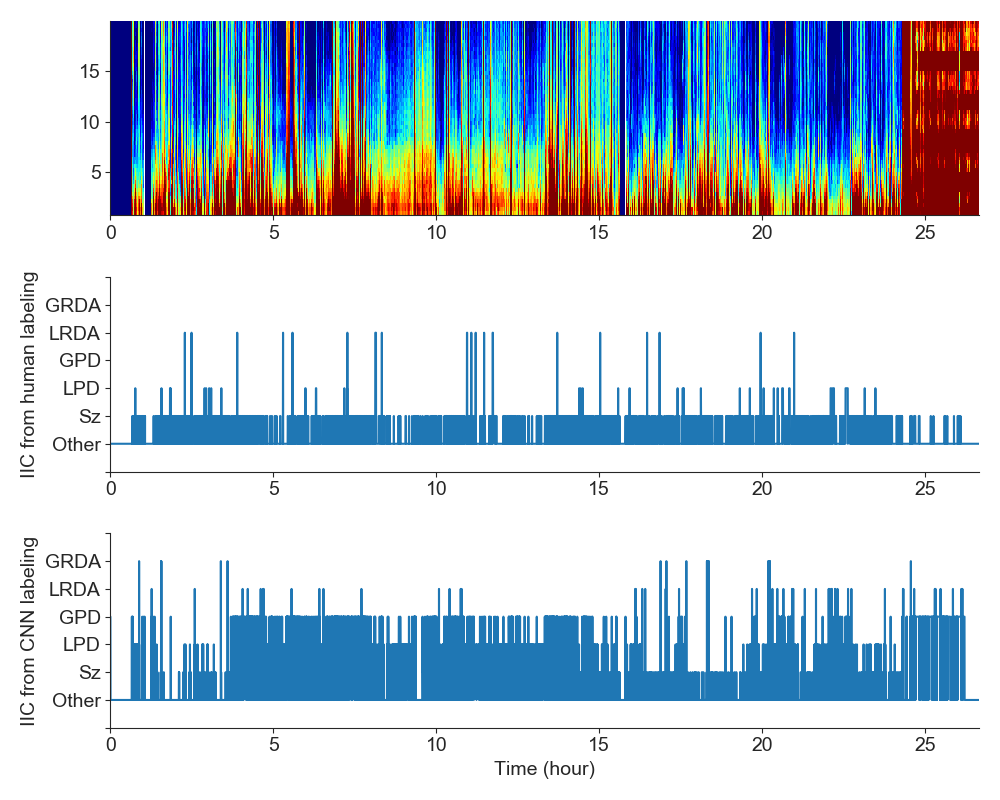 15
10
5
0 5 10 15 20 25
IIC from human labeling
GRDA
LRDA
GPD
LPD
Sz
Other
0 5 10 15 20 25
IIC from CNN labeling
GRDA
LRDA
GPD
LPD
Sz
Other
0 5 10 15 20 25
Time (hour)